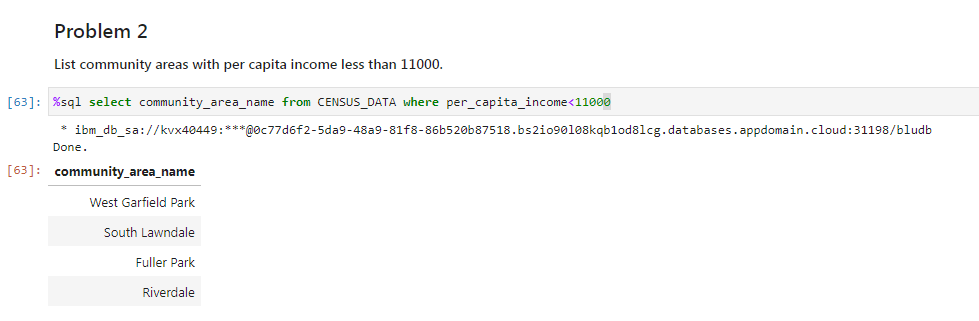 Problem 2
List community areas with per capita income less than 11000.
[63]: %sql select community_area_name from CENSUS_DATA where per_capita_income<11000
* ibm_db_sa://kvx40449:***@0c77d6f2-5da9-48a9-81f8-86b520b87518.bs2io90l08kqb1od8lcg.databases.appdomain.cloud:31198/bludb
Done.
[63]: community_area_name
West Garfield Park
South Lawndale
Fuller Park
Riverdale